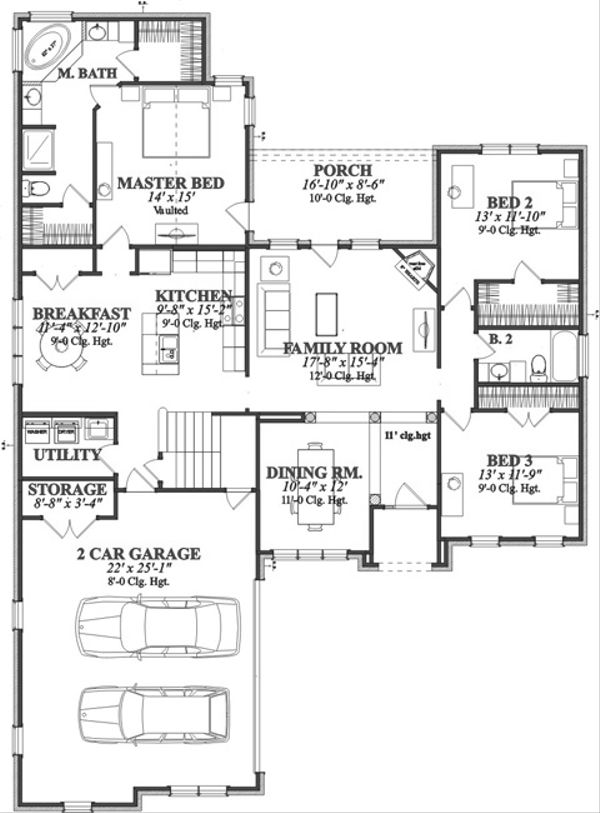 M. BATH
MASTER BED
14' x 15'
Vaulted
PORCH
16'-10" x 8'-6"
10'-0 Clg. Hgt.
BED 2
13' x 11'-10"
9'-0 Clg. Hgt.
BREAKFAST
11'-4" x 12'-10"
9'-0 Clg. Hgt.
KITCHEN
9'-8" x 15'-2"
9'-0 Clg. Hgt.
FAMILY ROOM
17'-8" x 15'-4"
12'-0 Clg. Hgt.
B. 2
UTILITY
WASHER
DRYER
11' clg.hgt
DINING RM.
10'-4" x 12'
11'-0 Clg. Hgt.
BED 3
13' x 11'-9"
9'-0 Clg. Hgt.
STORAGE
8'-8" x 3'-4"
2 CAR GARAGE
22' x 25'-1"
8'-0 Clg. Hgt.